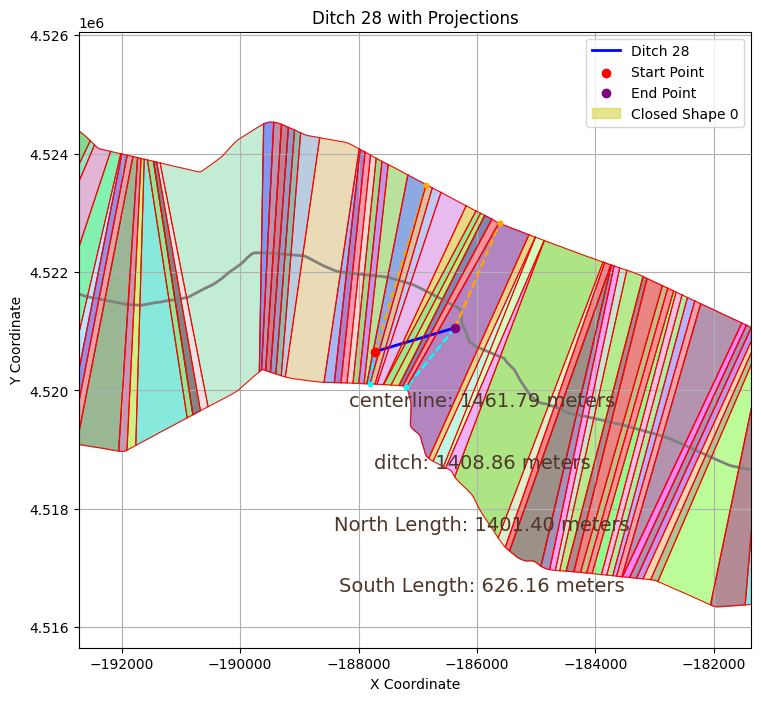 Ditch 28 with Projections
1e6
Ditch 28
Start Point
End Point
Closed Shape 0
4.526
4.524
4.522
4.520
4.518
4.516
Y Coordinate
centerline: 1461.79 meters
ditch: 1408.86 meters
North Length: 1401.40 meters
South Length: 626.16 meters
−192000 −190000 −188000 −186000 −184000 −182000
X Coordinate